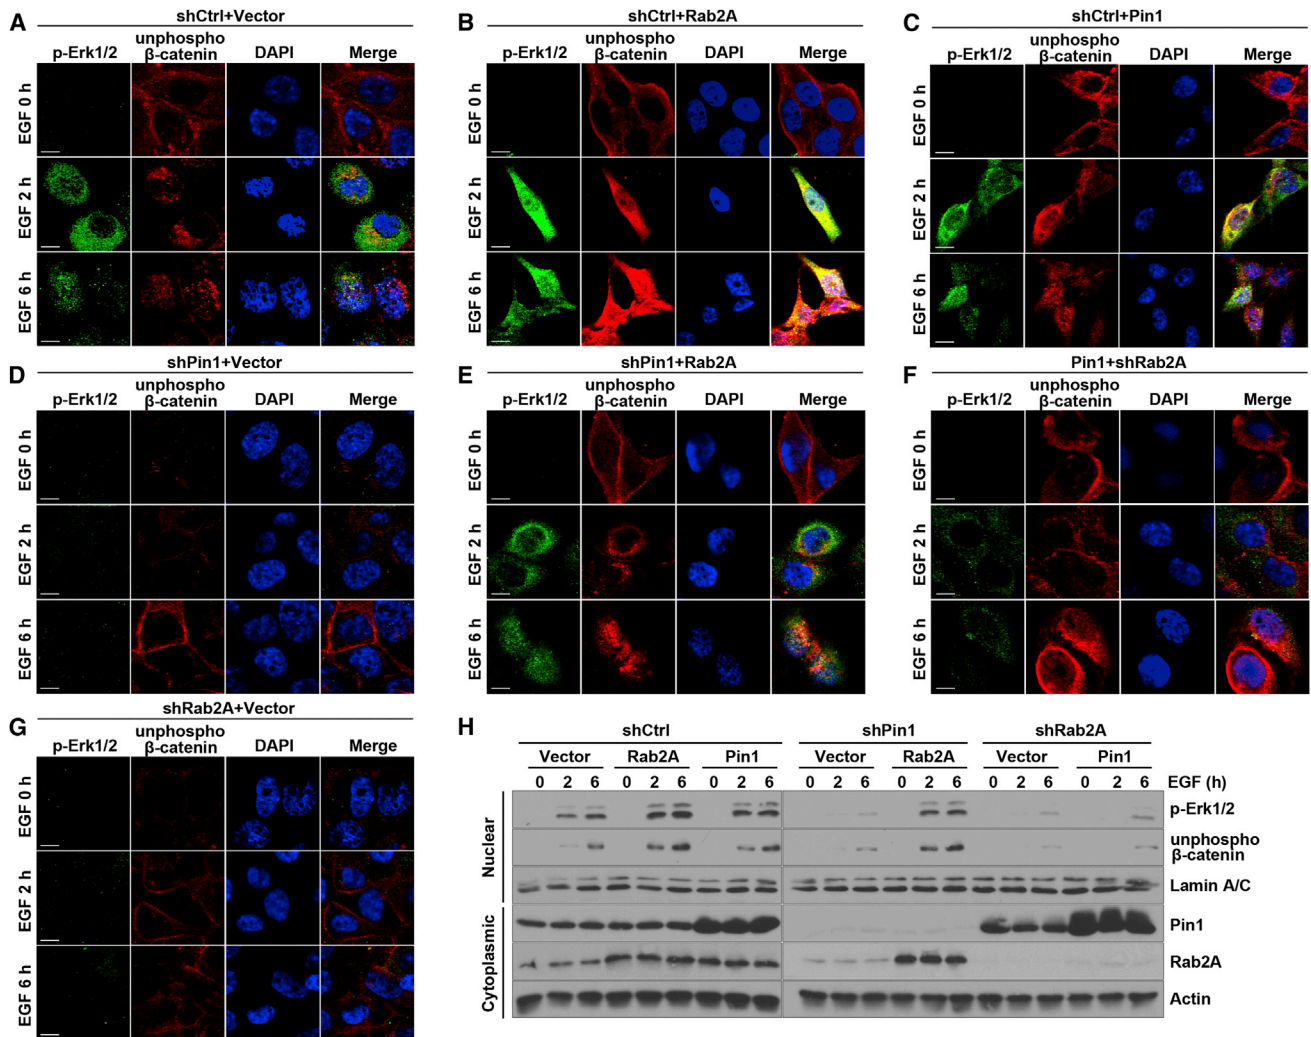 A
shCtrl+Vector
p-Erk1/2
unphospho
β-catenin
DAPI
Merge
EGF 0 h
EGF 2 h
EGF 6 h
B
shCtrl+Rab2A
p-Erk1/2
unphospho
β-catenin
DAPI
Merge
EGF 0 h
EGF 2 h
EGF 6 h
C
shCtrl+Pin1
p-Erk1/2
unphospho
β-catenin
DAPI
Merge
EGF 0 h
EGF 2 h
EGF 6 h
D
shPin1+Vector
p-Erk1/2
unphospho
β-catenin
DAPI
Merge
EGF 0 h
EGF 2 h
EGF 6 h
E
shPin1+Rab2A
p-Erk1/2
unphospho
β-catenin
DAPI
Merge
EGF 0 h
EGF 2 h
EGF 6 h
F
Pin1+shRab2A
p-Erk1/2
unphospho
β-catenin
DAPI
Merge
EGF 0 h
EGF 2 h
EGF 6 h
G
shRab2A+Vector
p-Erk1/2
unphospho
β-catenin
DAPI
Merge
EGF 0 h
EGF 2 h
EGF 6 h
H
shCtrl shPin1 shRab2A
Vector Rab2A Pin1 Vector Rab2A Vector Pin1
0 2 6 0 2 6 0 2 6 0 2 6 0 2 6 0 2 6 0 2 6 EGF (h)
Nuclear
p-Erk1/2
unphospho
β-catenin
Lamin A/C
Cytoplasmic
Pin1
Rab2A
Actin